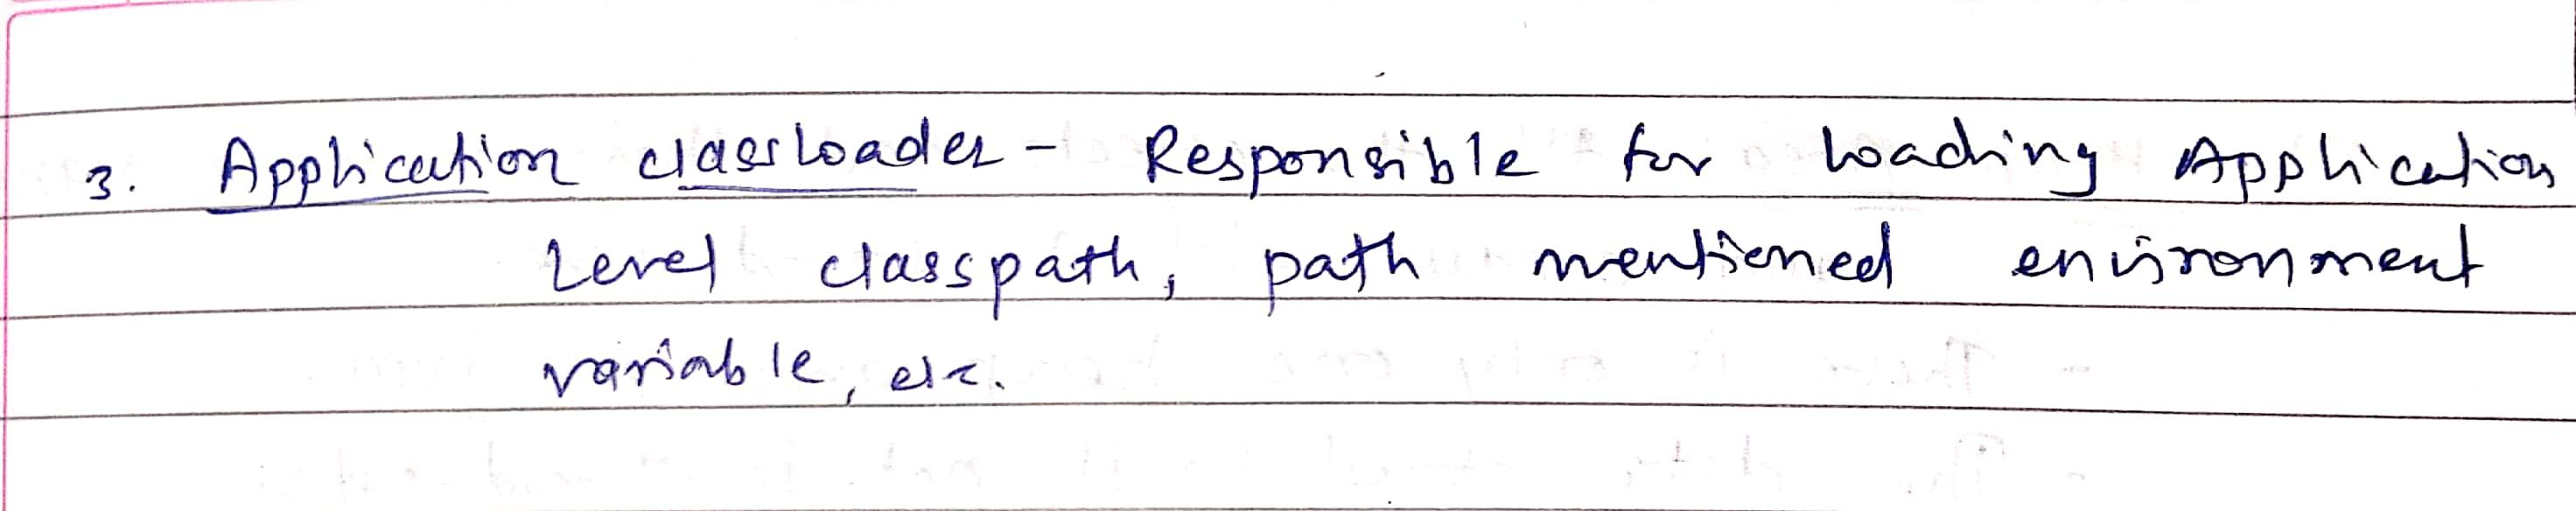 3. Application classloader - Responsible for loading Application
Level classpath, path mentioned environment
variable, etc.